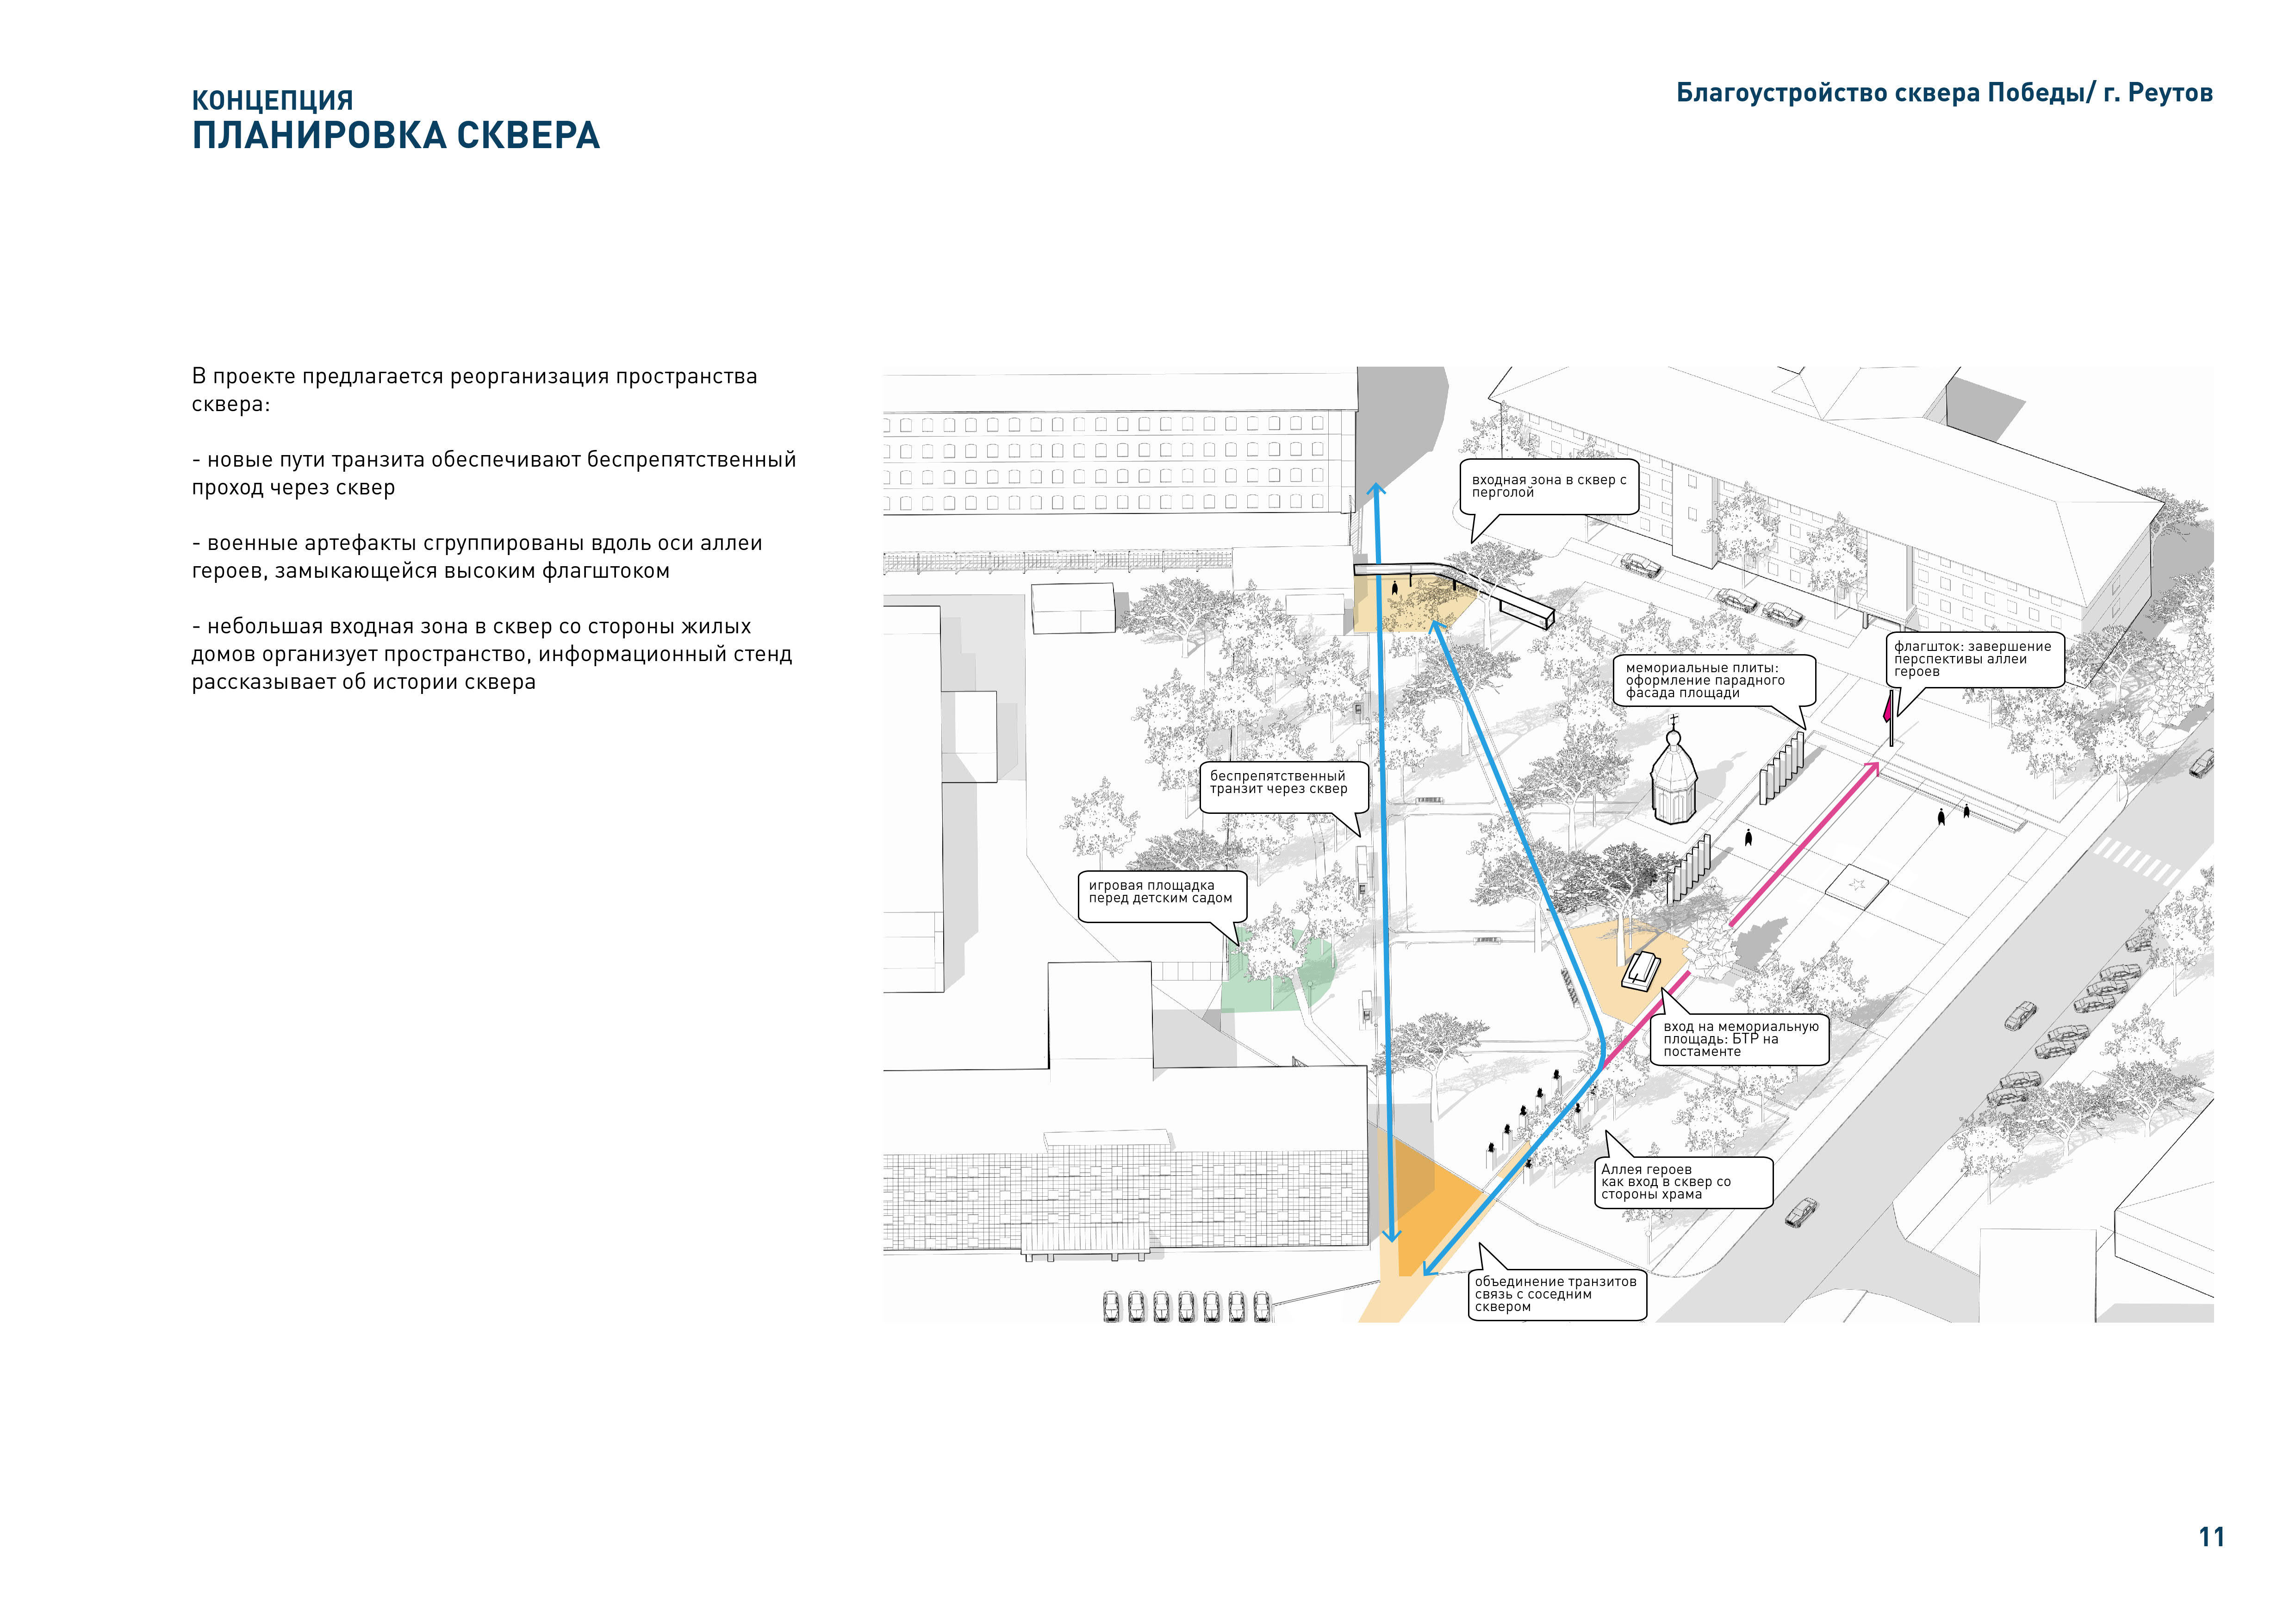 КОНЦЕПЦИЯ
ПЛАНИРОВКА СКВЕРА
Благоустройство сквера Победы/ г. Реутов
В проекте предлагается реорганизация пространства
сквера:
- новые пути транзита обеспечивают беспрепятственный
проход через сквер
- военные артефакты сгруппированы вдоль оси аллеи
героев, замыкающейся высоким флагштоком
- небольшая входная зона в сквер со стороны жилых
домов организует пространство, информационный стенд
рассказывает об истории сквера
входная зона в сквер с
перголой
флагшток: завершение
перспективы аллеи
героев
мемориальные плиты:
оформление парадного
фасада площади
беспрепятственный
транзит через сквер
игровая площадка
перед детским садом
вход на мемориальную
площадь: БТР на
постаменте
Аллея героев
как вход в сквер со
стороны храма
объединение транзитов
связь с соседним
сквером
11